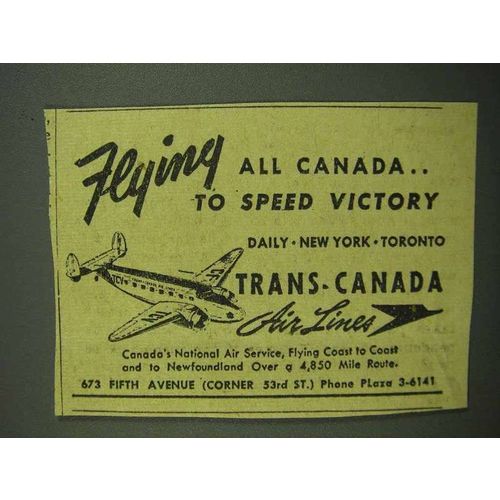 Flying ALL CANADA..
TO SPEED VICTORY
DAILY · NEW YORK · TORONTO
TRANS-CANADA
Air Lines
Canada's National Air Service, Flying Coast to Coast
and to Newfoundland Over a 4,850 Mile Route.
673 FIFTH AVENUE (CORNER 53rd ST.) Phone PLaza 3-6141